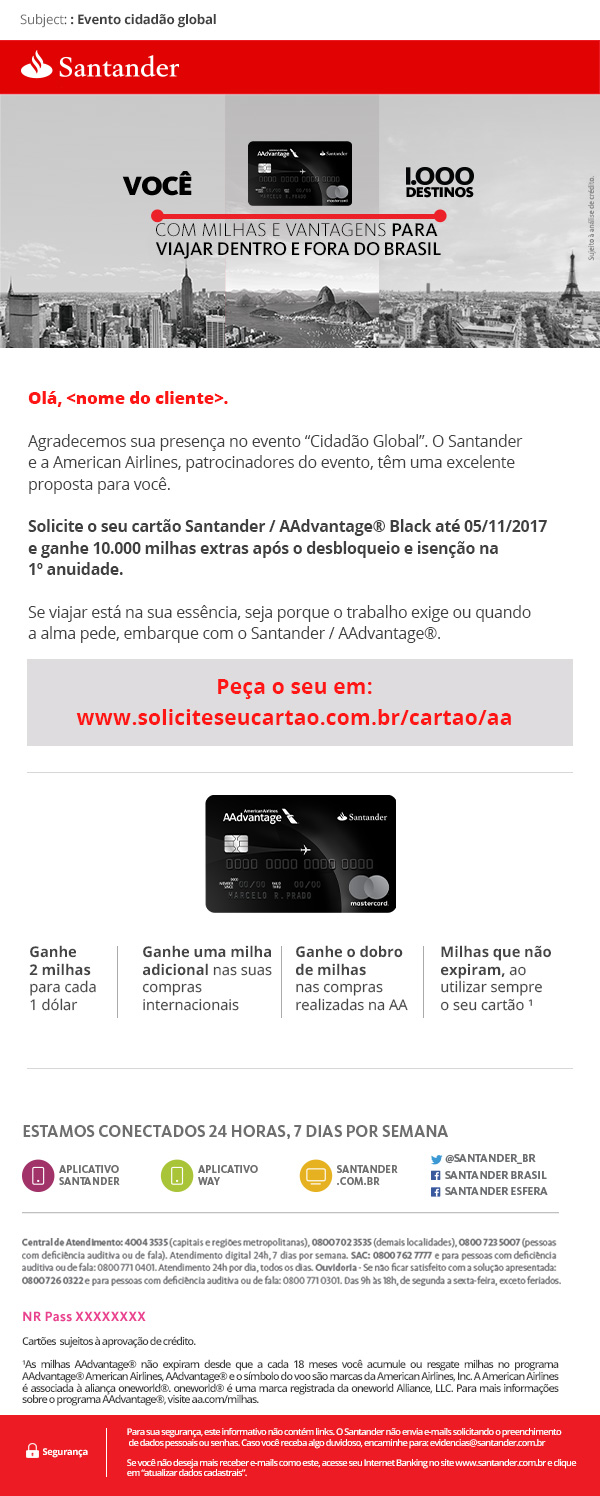 Subject: : Evento cidadão global
Santander
AAdvantage Santander
mastercard
VOCÊ
1.000
DESTINOS
COM MILHAS E VANTAGENS PARA
VIAJAR DENTRO E FORA DO BRASIL
Sujeito à análise de crédito.
Olá, <nome do cliente>.
Agradecemos sua presença no evento “Cidadão Global”. O Santander
e a American Airlines, patrocinadores do evento, têm uma excelente
proposta para você.
Solicite o seu cartão Santander / AAdvantage® Black até 05/11/2017
e ganhe 10.000 milhas extras após o desbloqueio e isenção na
1º anuidade.
Se viajar está na sua essência, seja porque o trabalho exige ou quando
a alma pede, embarque com o Santander / AAdvantage®.
Peça o seu em:
www.soliciteseucartao.com.br/cartao/aa
AmericanAirlines
AAdvantage Santander
0000 0000 0000 0000
0000
MEMBER SINCE 00/00 VALID THRU 00/00
MARCELO R.PRADO
mastercard.
Ganhe
2 milhas
para cada
1 dólar
Ganhe uma milha
adicional nas suas
compras
internacionais
Ganhe o dobro
de milhas
nas compras
realizadas na AA
Milhas que não
expiram, ao
utilizar sempre
o seu cartão ¹
ESTAMOS CONECTADOS 24 HORAS, 7 DIAS POR SEMANA
APLICATIVO
SANTANDER
APLICATIVO
WAY
SANTANDER
.COM.BR
@SANTANDER_BR
SANTANDER BRASIL
SANTANDER ESFERA
Central de Atendimento: 4004 3535 (capitais e regiões metropolitanas), 0800 702 3535 (demais localidades), 0800 723 5007 (pessoas
com deficiência auditiva ou de fala). Atendimento digital 24h, 7 dias por semana. SAC: 0800 762 7777 e para pessoas com deficiência
auditiva ou de fala: 0800 771 0401. Atendimento 24h por dia, todos os dias. Ouvidoria - Se não ficar satisfeito com a solução apresentada:
0800 726 0322 e para pessoas com deficiência auditiva ou de fala: 0800 771 0301. Das 9h às 18h, de segunda a sexta-feira, exceto feriados.
NR Pass XXXXXXXX
Cartões sujeitos à aprovação de crédito.
¹As milhas AAdvantage® não expiram desde que a cada 18 meses você acumule ou resgate milhas no programa
AAdvantage® American Airlines, AAdvantage® e o símbolo do voo são marcas da American Airlines, Inc. A American Airlines
é associada à aliança oneworld®. oneworld® é uma marca registrada da oneworld Alliance, LLC. Para mais informações
sobre o programa AAdvantage®, visite aa.com/milhas.
Segurança
Para sua segurança, este informativo não contém links. O Santander não envia e-mails solicitando o preenchimento
de dados pessoais ou senhas. Caso você receba algo duvidoso, encaminhe para: evidencias@santander.com.br
Se você não deseja mais receber e-mails como este, acesse seu Internet Banking no site www.santander.com.br e clique
em “atualizar dados cadastrais”.